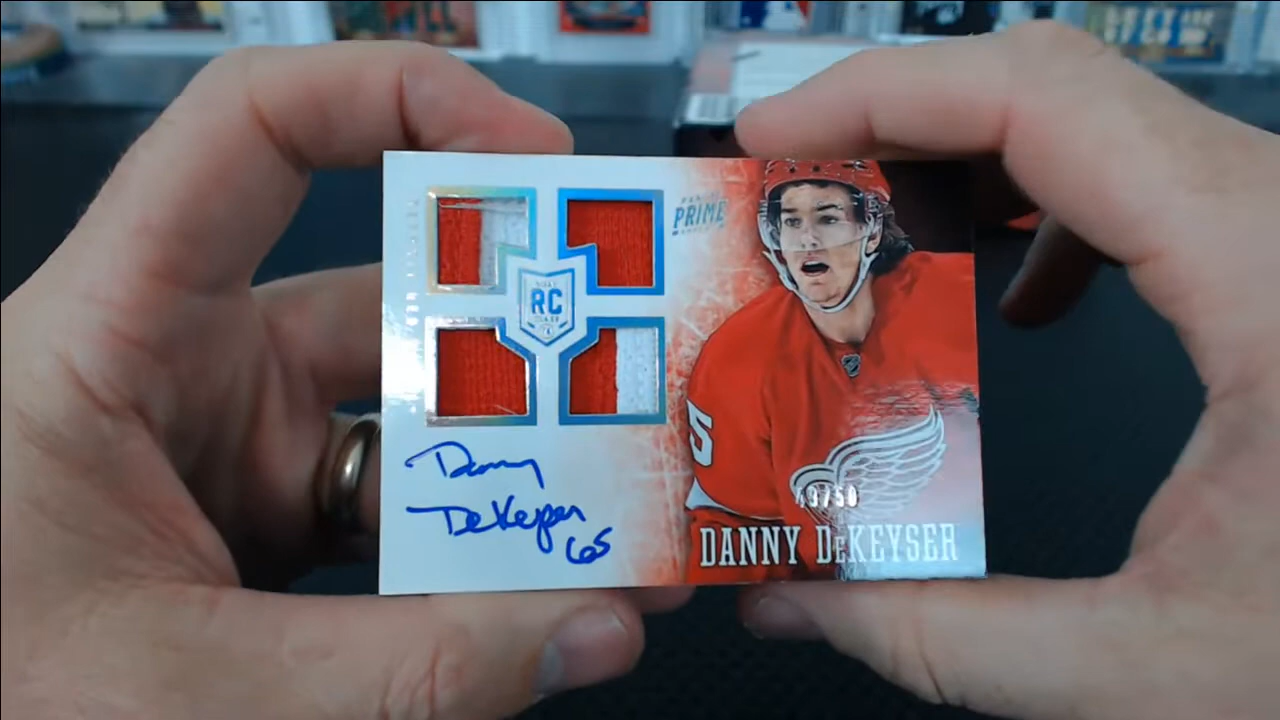 PRIME
RC
Danny
DeKeyser
65
5
49/50
DANNY DEKEYSER